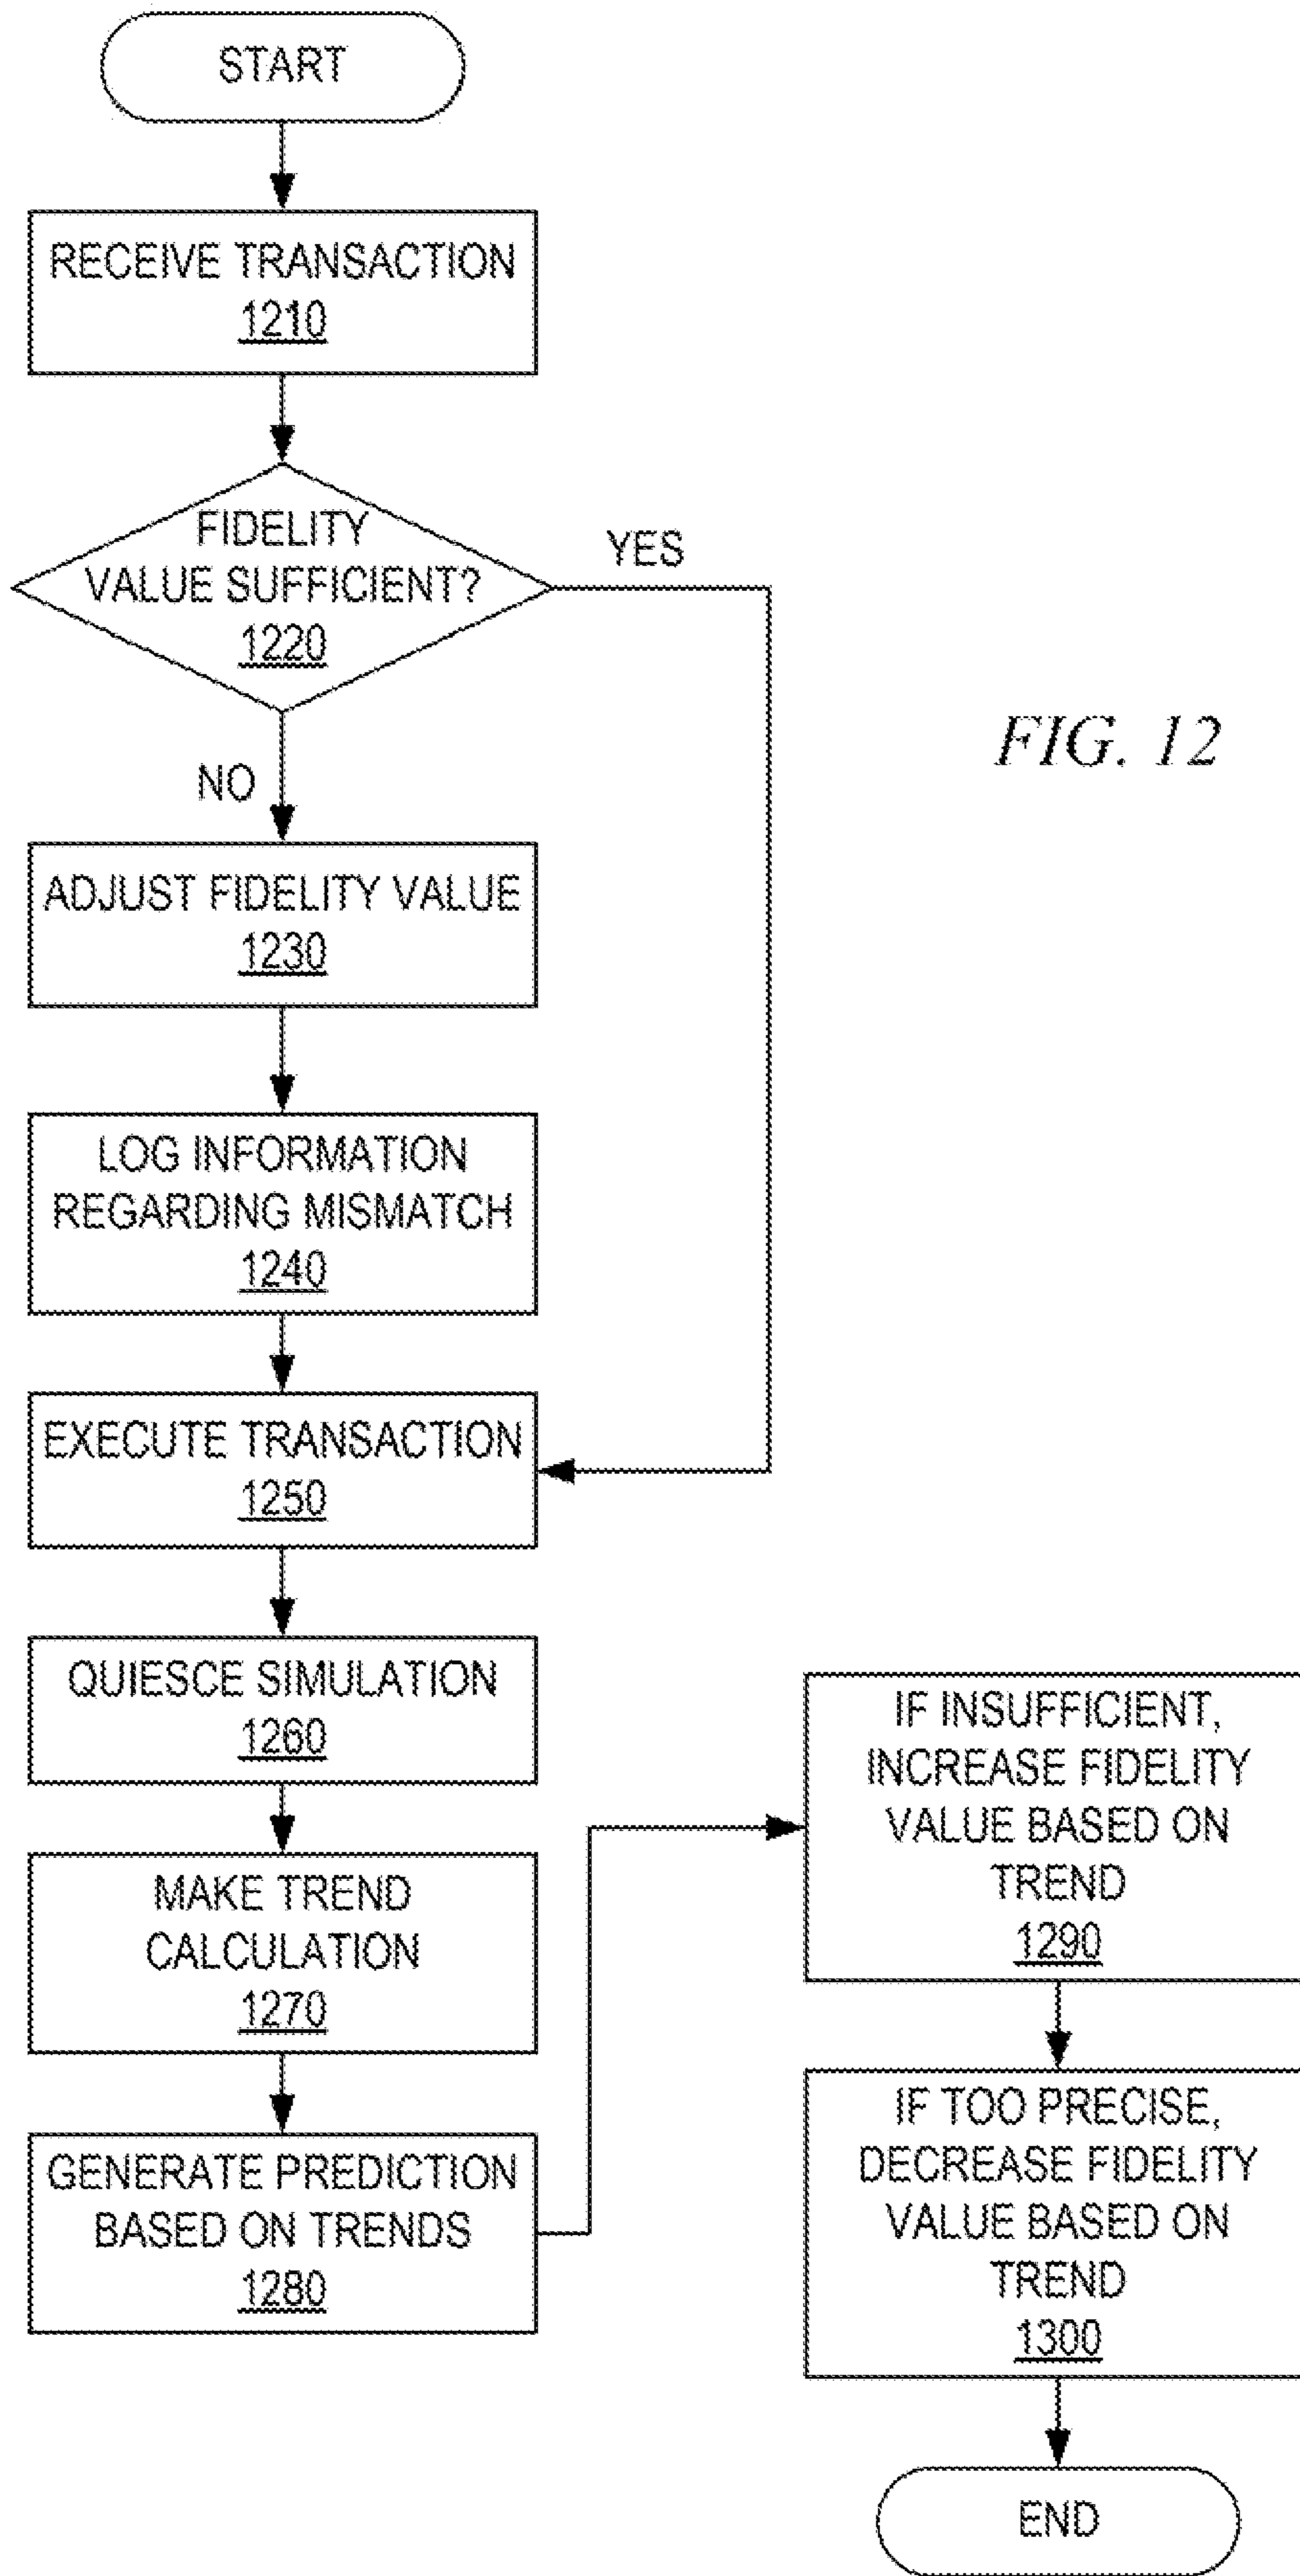 START
RECEIVE TRANSACTION
1210
FIDELITY
VALUE SUFFICIENT?
1220
YES
NO
FIG. 12
ADJUST FIDELITY VALUE
1230
LOG INFORMATION
REGARDING MISMATCH
1240
EXECUTE TRANSACTION
1250
QUIESCE SIMULATION
1260
MAKE TREND
CALCULATION
1270
GENERATE PREDICTION
BASED ON TRENDS
1280
IF INSUFFICIENT,
INCREASE FIDELITY
VALUE BASED ON
TREND
1290
IF TOO PRECISE,
DECREASE FIDELITY
VALUE BASED ON
TREND
1300
END